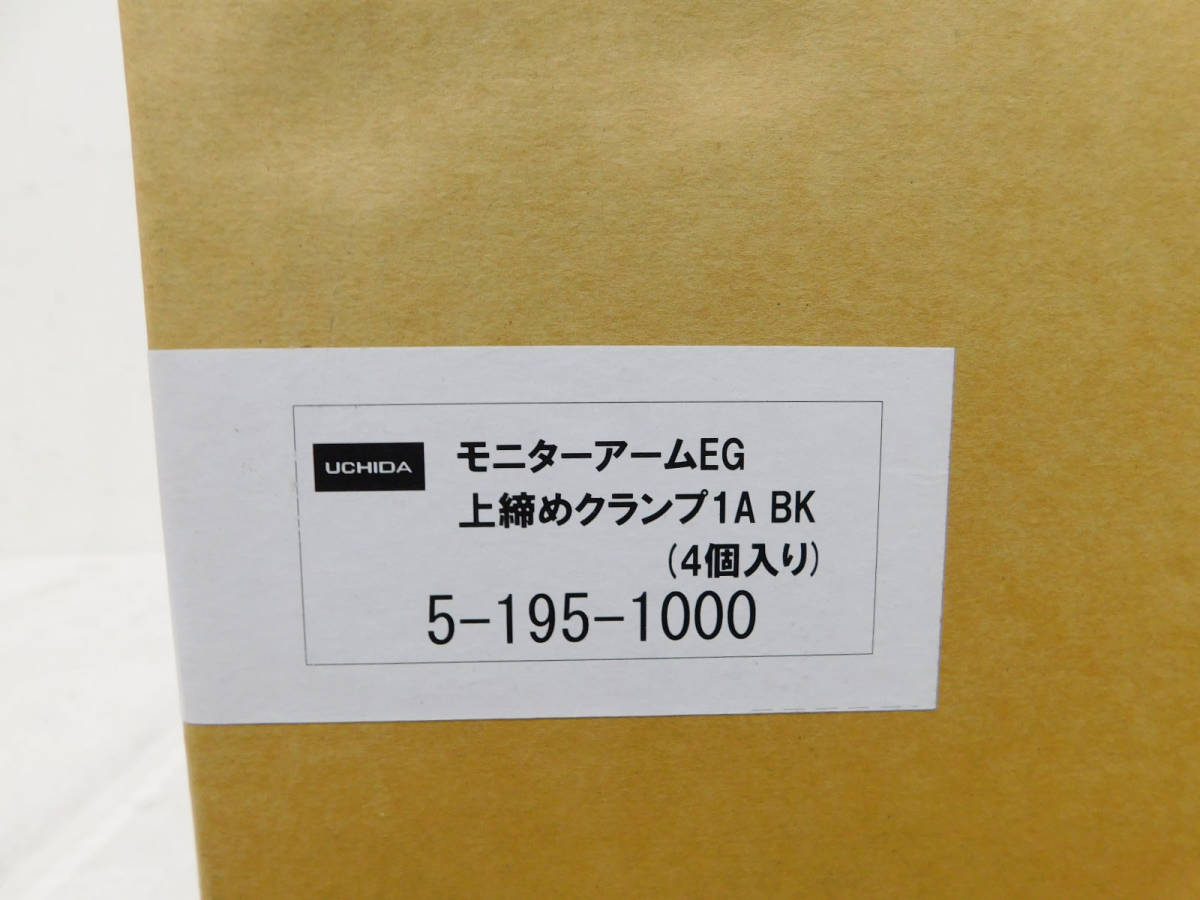 UCHIDA
モニターアームEG
上締めクランプ1A BK
(4個入り)
5-195-1000